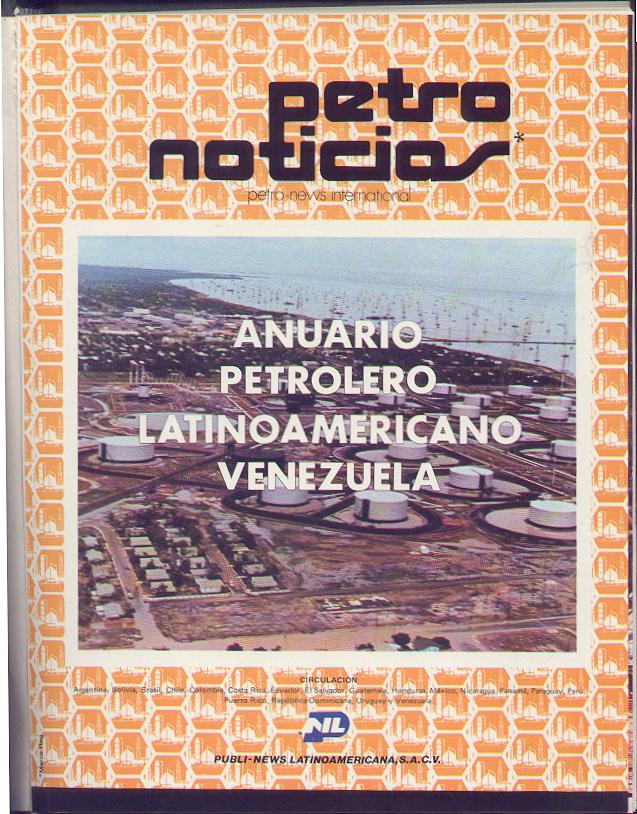 petro
noticias*
petro-news international
ANUARIO
PETROLERO
LATINOAMERICANO
VENEZUELA
CIRCULACION
Argentina, Bolivia, Brasil, Chile, Colombia, Costa Rica, Ecuador, El Salvador, Guatemala, Honduras, México, Nicaragua, Panamá, Paraguay, Perú,
Puerto Rico, República Dominicana, Uruguay y Venezuela
NIL
PUBLI-NEWS LATINOAMERICANA, S.A.C.V.